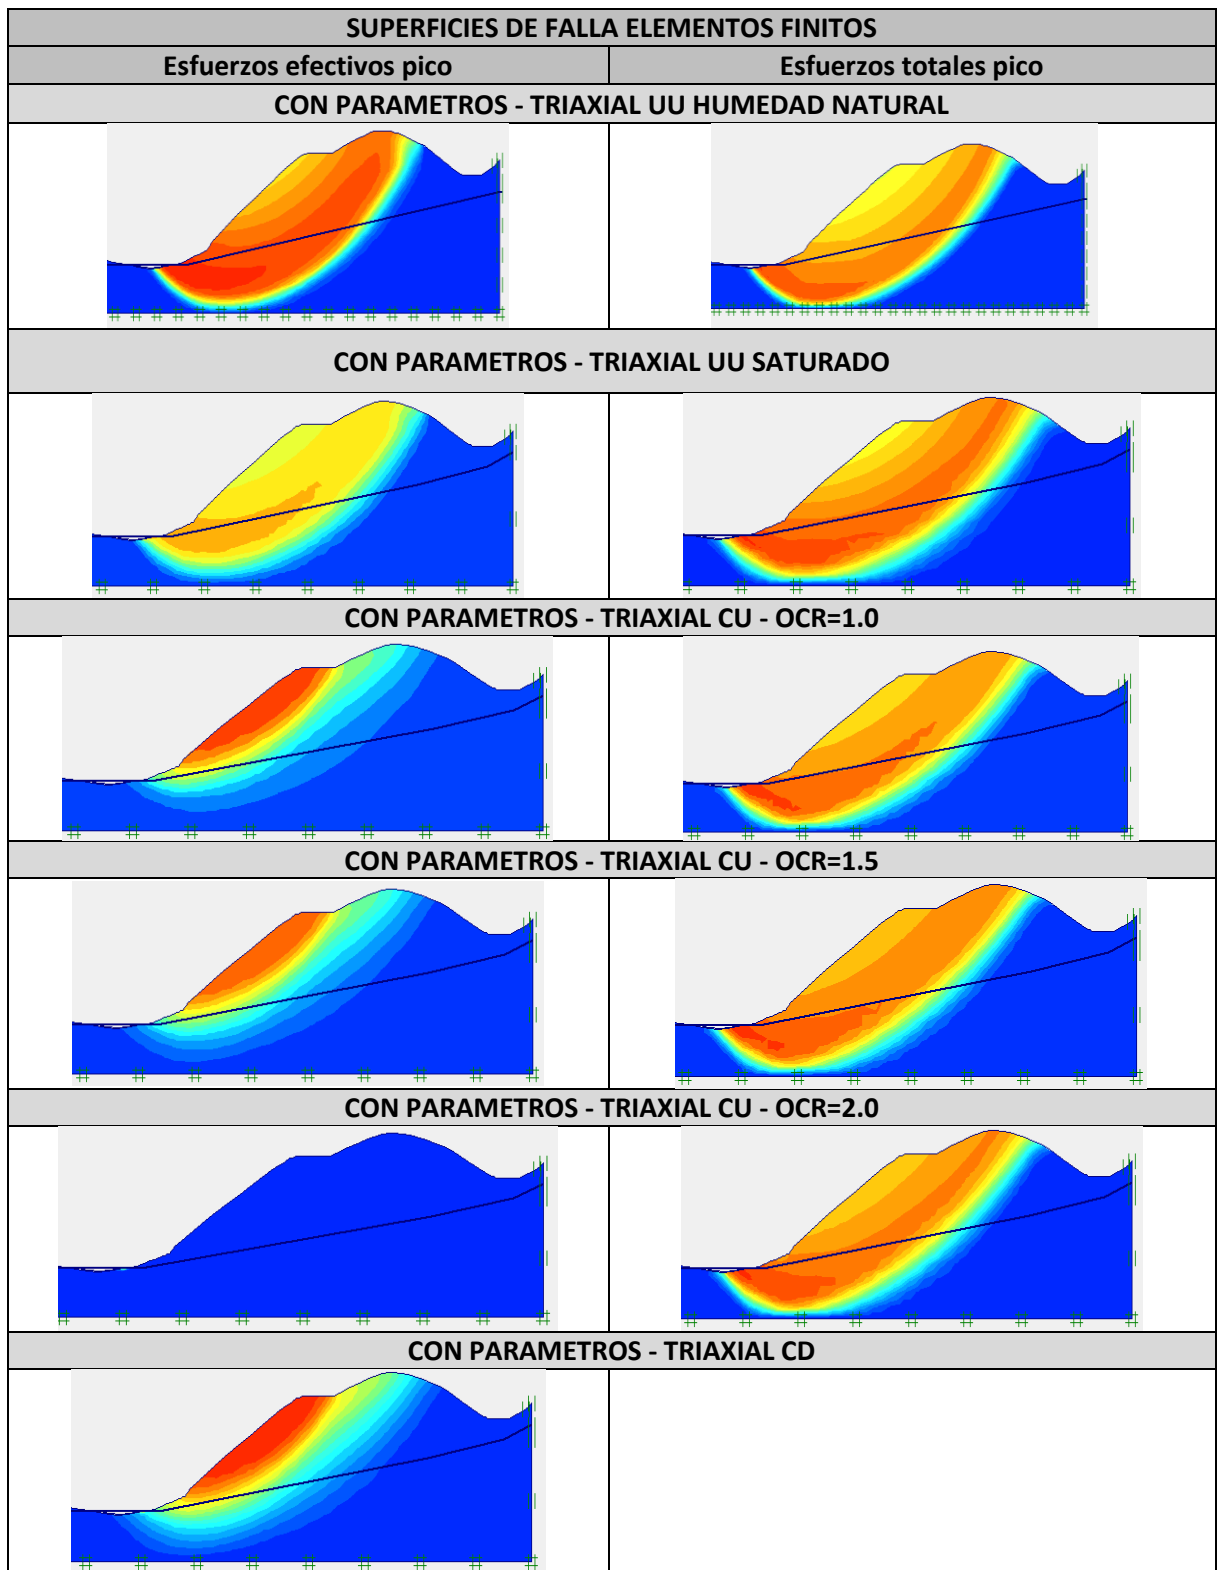 SUPERFICIES DE FALLA ELEMENTOS FINITOS
Esfuerzos efectivos pico
Esfuerzos totales pico
CON PARAMETROS - TRIAXIAL UU HUMEDAD NATURAL
CON PARAMETROS - TRIAXIAL UU SATURADO
CON PARAMETROS - TRIAXIAL CU - OCR=1.0
CON PARAMETROS - TRIAXIAL CU - OCR=1.5
CON PARAMETROS - TRIAXIAL CU - OCR=2.0
CON PARAMETROS - TRIAXIAL CD